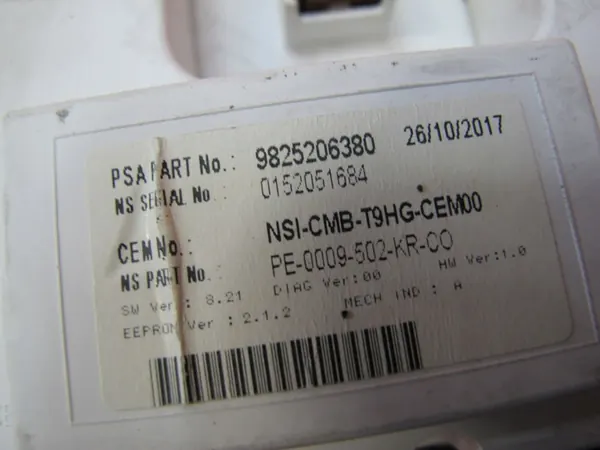 PSA PART No.: 9825206380 26/10/2017
NS SERIAL No : 0152051684
CEM No.: NSI-CMB-T9HG-CEM00
NS PART No.: PE-0009-502-KR-00
SW Ver : 8.21 DIAG Ver:00 HW Ver:1.0
EEPROM Ver : 2.1.2 MECH IND : A